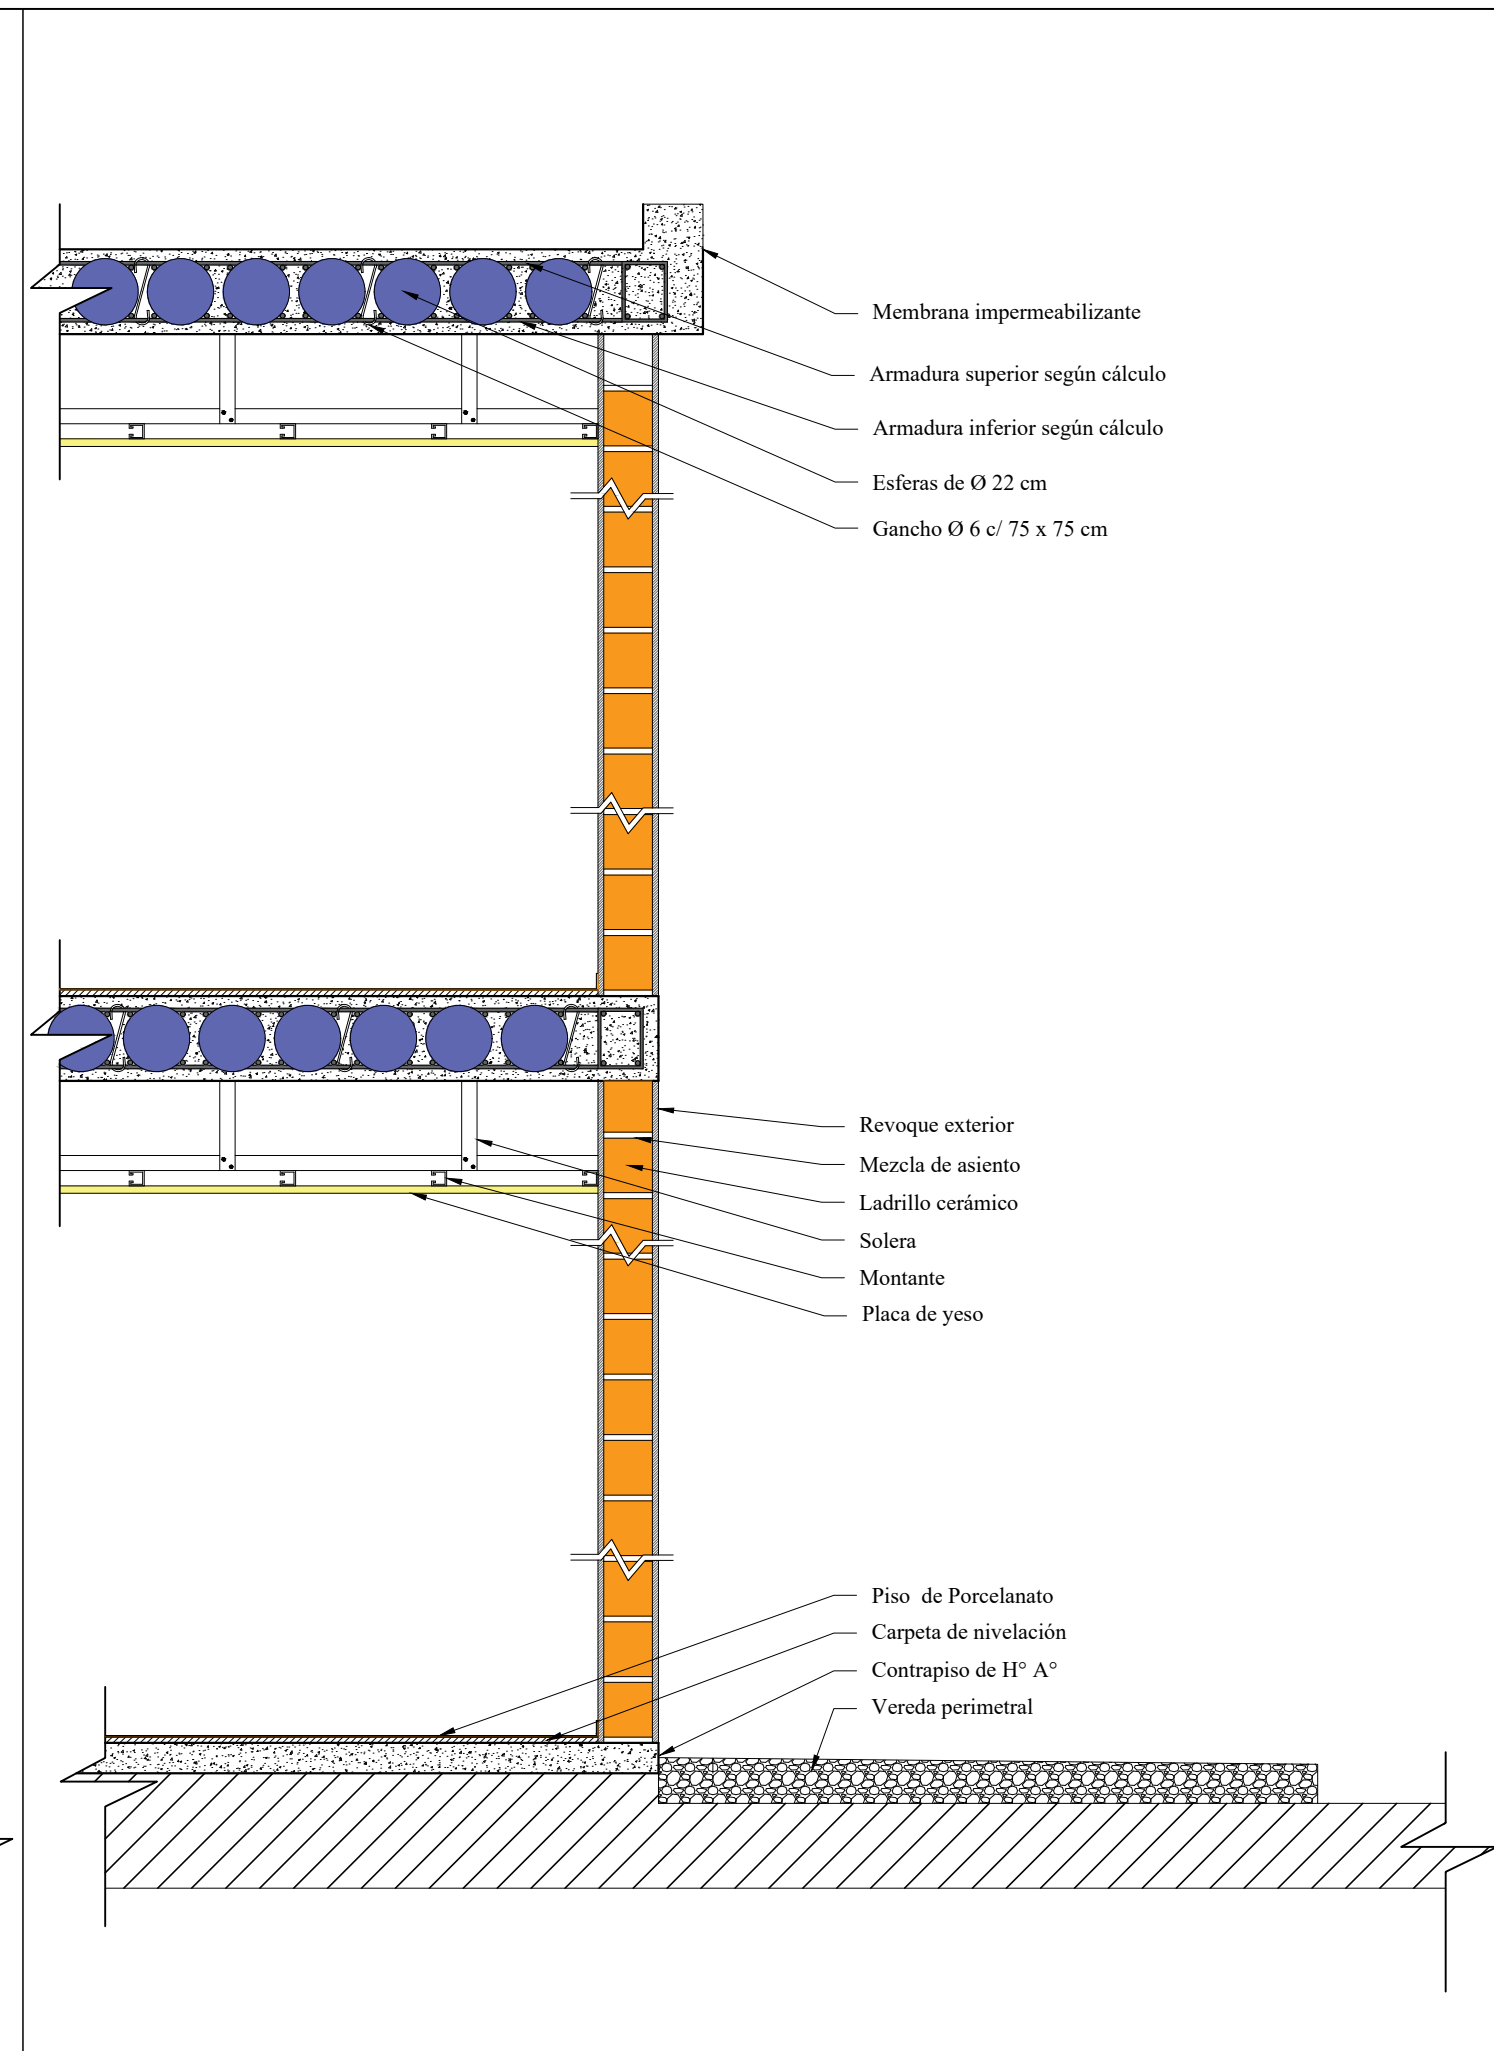 Membrana impermeabilizante
Armadura superior según cálculo
Armadura inferior según cálculo
Esferas de Ø 22 cm
Gancho Ø 6 c/ 75 x 75 cm
Revoque exterior
Mezcla de asiento
Ladrillo cerámico
Solera
Montante
Placa de yeso
Piso de Porcelanato
Carpeta de nivelación
Contrapiso de H° A°
Vereda perimetral